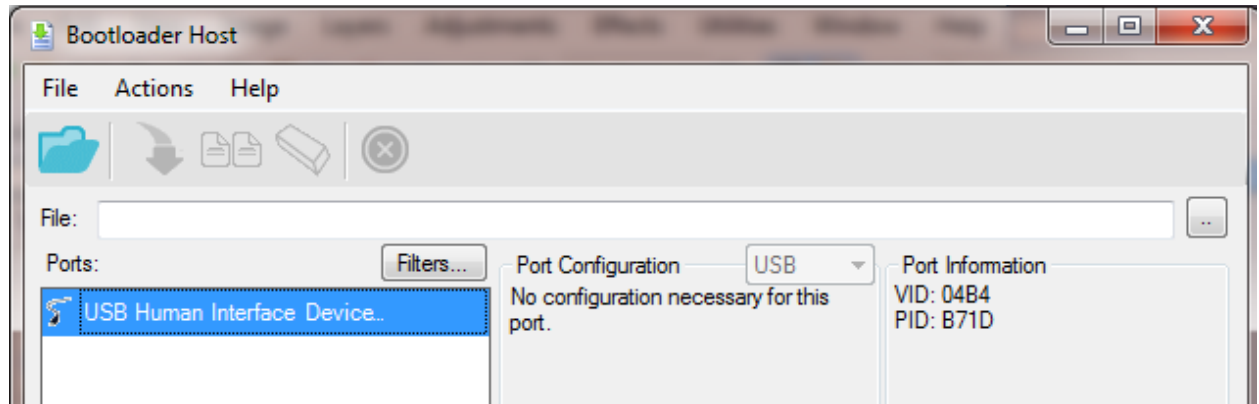 Bootloader Host
File Actions Help
File:
..
Ports:
Filters...
USB Human Interface Device...
Port Configuration
USB
No configuration necessary for this
port.
Port Information
VID: 04B4
PID: B71D